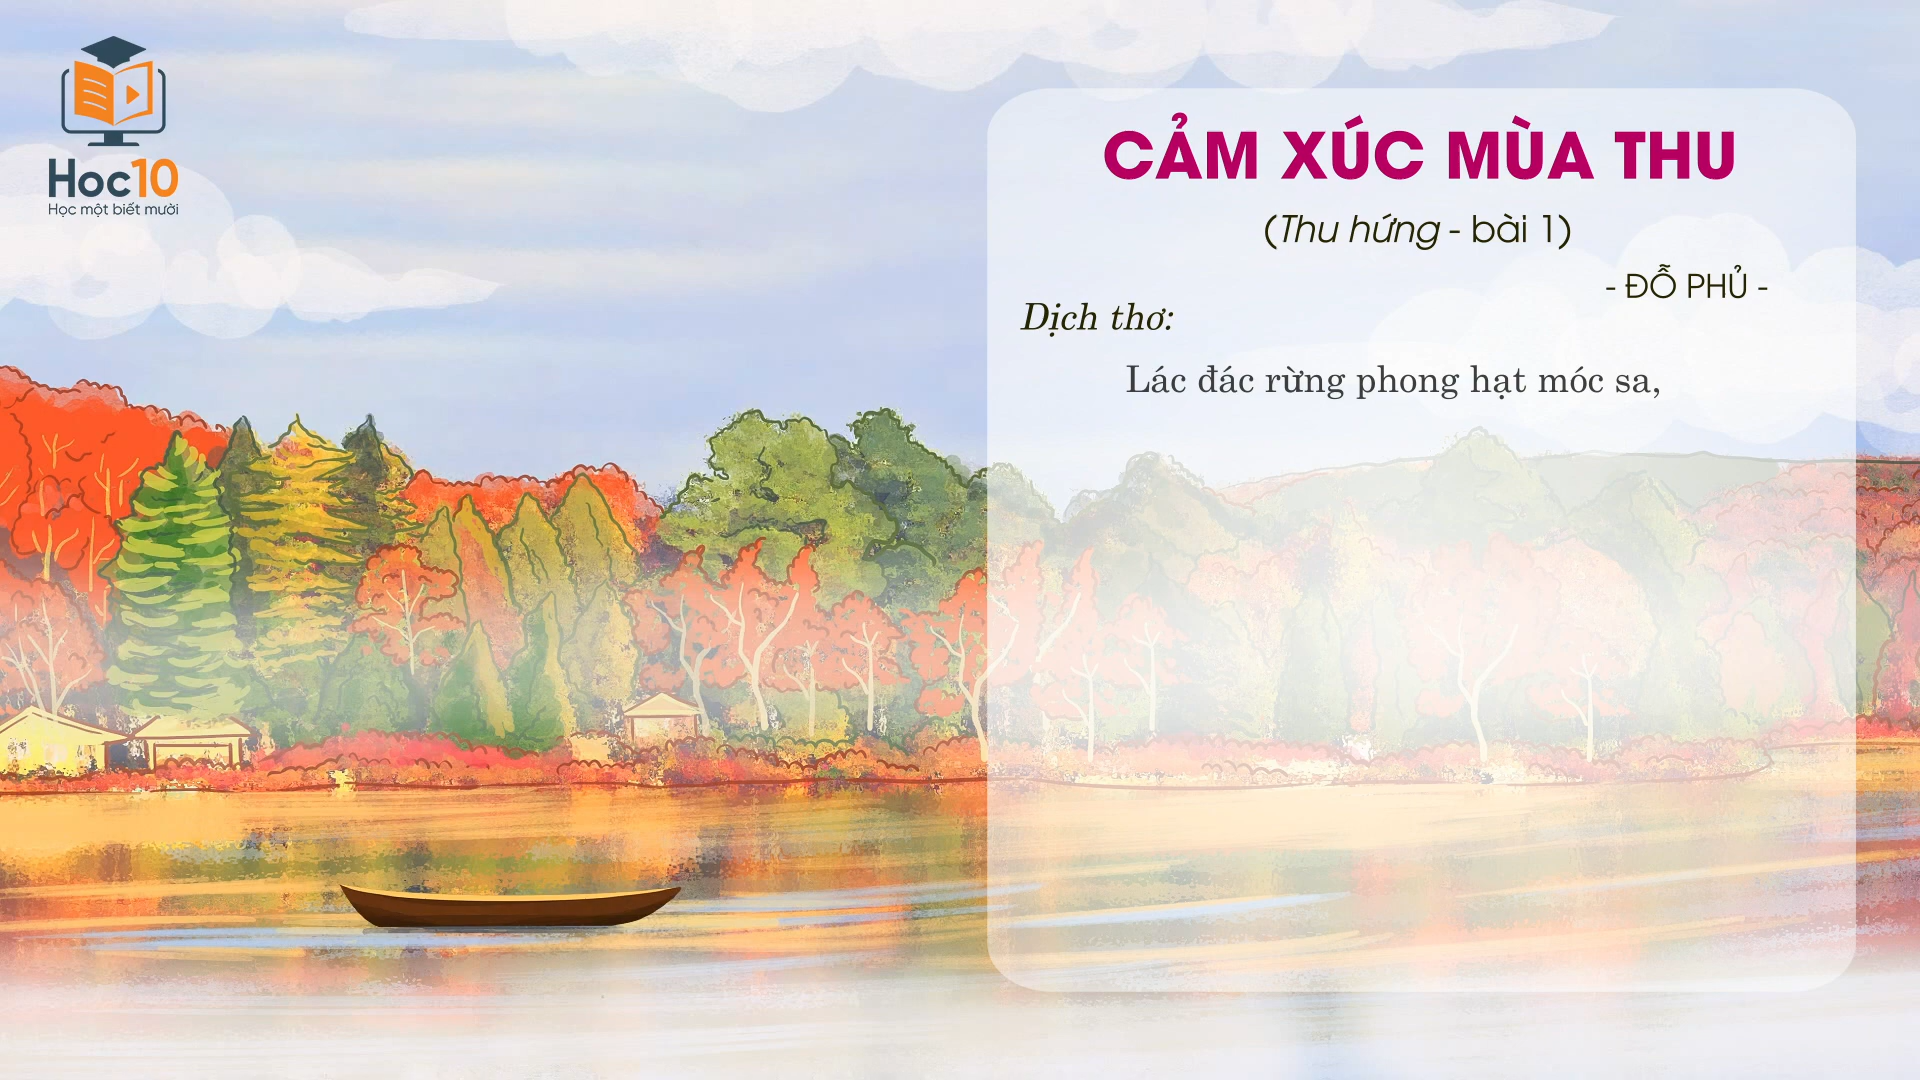 Hoc10
Học một biết mười
CẢM XÚC MÙA THU
(Thu hứng - bài 1)
- ĐỖ PHỦ -
Dịch thơ:
Lác đác rừng phong hạt móc sa,